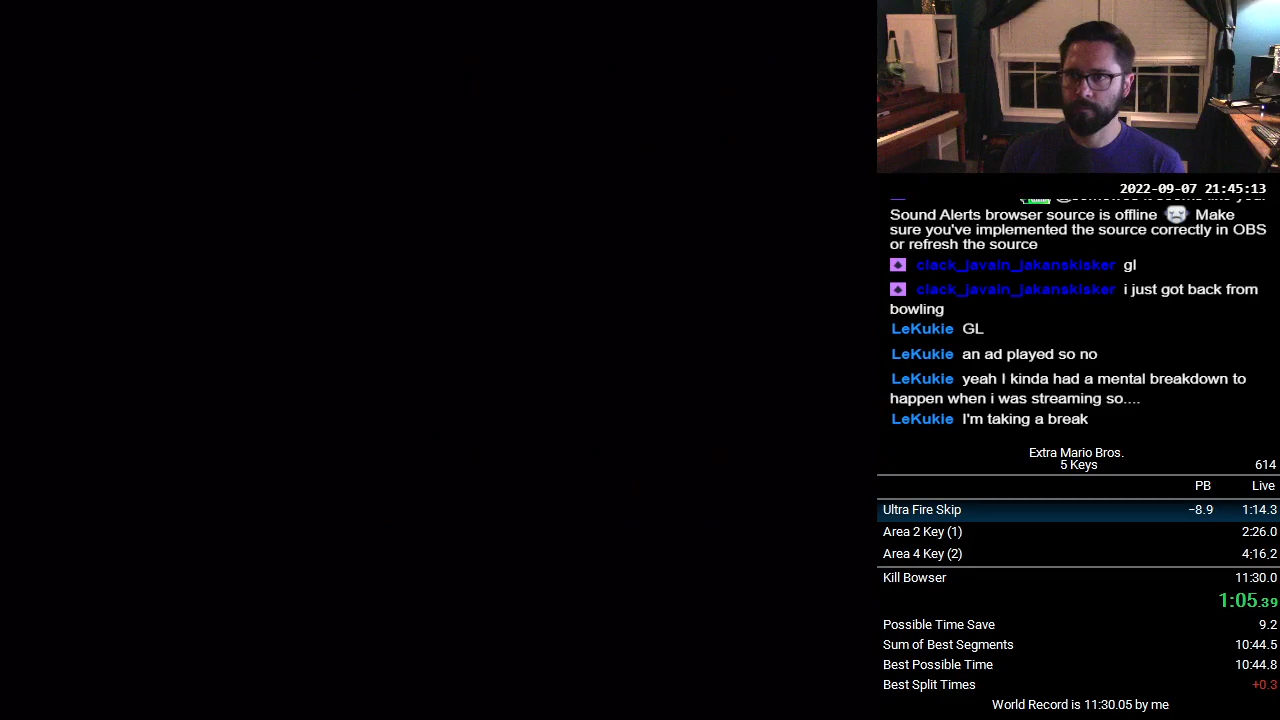 2022-09-07 21:45:13
Sound Alerts browser source is offline Make
sure you've implemented the source correctly in OBS
or refresh the source
clack_javain_jakanskisker gl
clack_javain_jakanskisker i just got back from
bowling
LeKukie GL
LeKukie an ad played so no
LeKukie yeah I kinda had a mental breakdown to
happen when i was streaming so....
LeKukie I'm taking a break
Extra Mario Bros.
5 Keys 614
PB Live
Ultra Fire Skip −8.9 1:14.3
Area 2 Key (1) 2:26.0
Area 4 Key (2) 4:16.2
Kill Bowser 11:30.0
1:05.39
Possible Time Save 9.2
Sum of Best Segments 10:44.5
Best Possible Time 10:44.8
Best Split Times +0.3
World Record is 11:30.05 by me